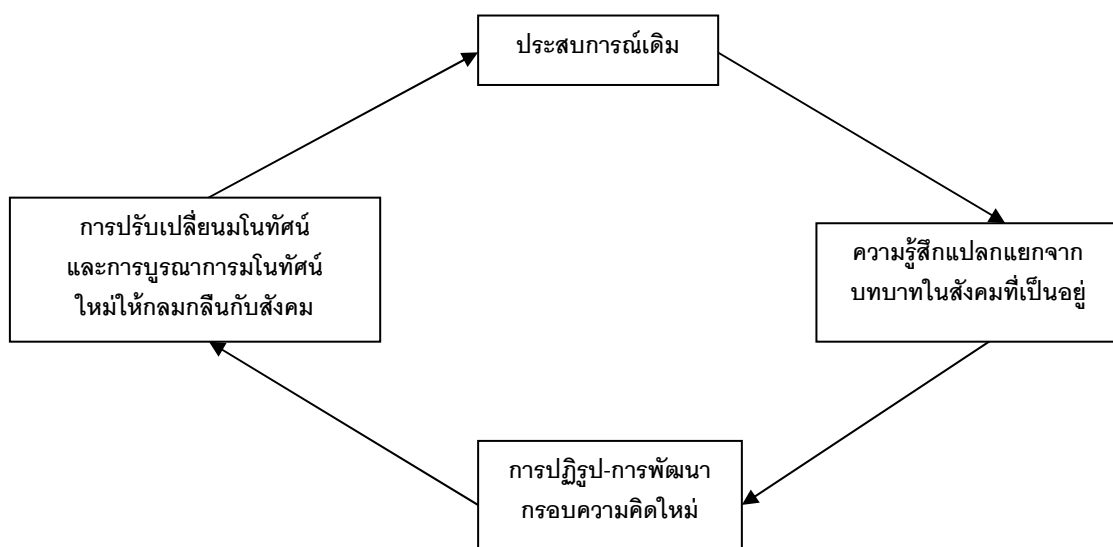 ประสบการณ์เดิม
ความรู้สึกแปลกแยกจาก
บทบาทในสังคมที่เป็นอยู่
การปฏิรูป-การพัฒนา
กรอบความคิดใหม่
การปรับเปลี่ยนมโนทัศน์
และการบูรณาการมโนทัศน์
ใหม่ให้กลมกลืนกับสังคม